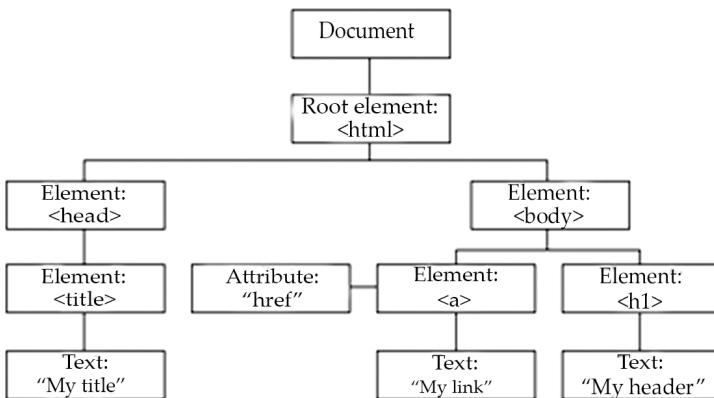 Document
Root element:
<html>
Element:
<head>
Element:
<body>
Element:
<title>
Attribute:
“href”
Element:
<a>
Element:
<h1>
Text:
“My title”
Text:
“My link”
Text:
“My header”